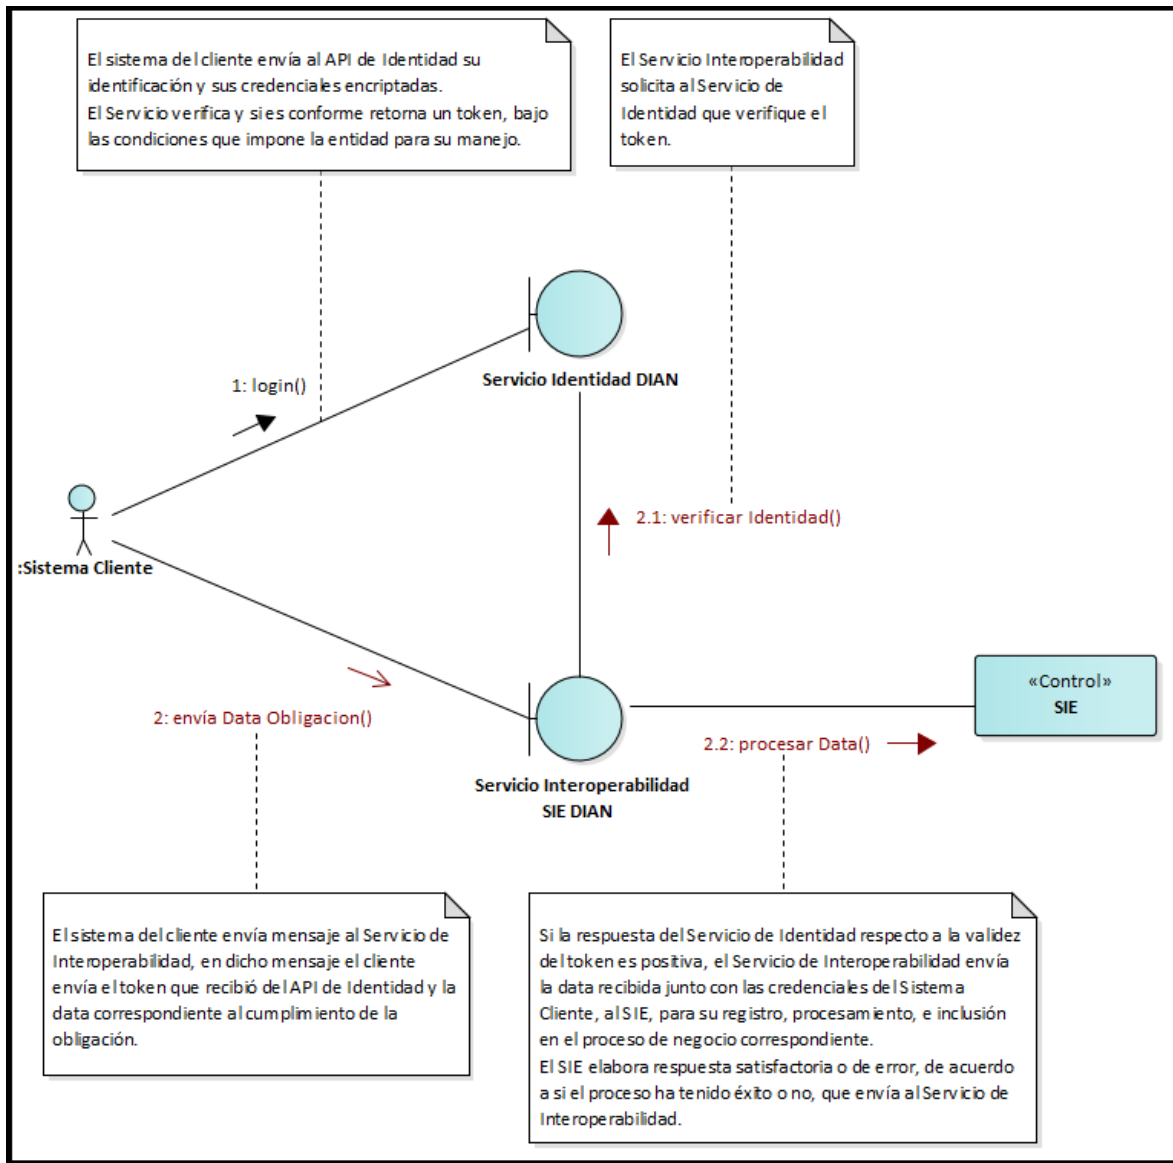 El sistema del cliente envía al API de Identidad su
identificación y sus credenciales encriptadas.
El Servicio verifica y si es conforme retorna un token, bajo
las condiciones que impone la entidad para su manejo.
El Servicio Interoperabilidad
solicita al Servicio de
Identidad que verifique el
token.
Servicio Identidad DIAN
1: login()
2.1: verificar Identidad()
:Sistema Cliente
«Control»
SIE
2: envía Data Obligacion()
2.2: procesar Data()
Servicio Interoperabilidad
SIE DIAN
El sistema del cliente envía mensaje al Servicio de
Interoperabilidad, en dicho mensaje el cliente
envía el token que recibió del API de Identidad y la
data correspondiente al cumplimiento de la
obligación.
Si la respuesta del Servicio de Identidad respecto a la validez
del token es positiva, el Servicio de Interoperabilidad envía
la data recibida junto con las credenciales del Sistema
Cliente, al SIE, para su registro, procesamiento, e inclusión
en el proceso de negocio correspondiente.
El SIE elabora respuesta satisfactoria o de error, de acuerdo
a si el proceso ha tenido éxito o no, que envía al Servicio de
Interoperabilidad.